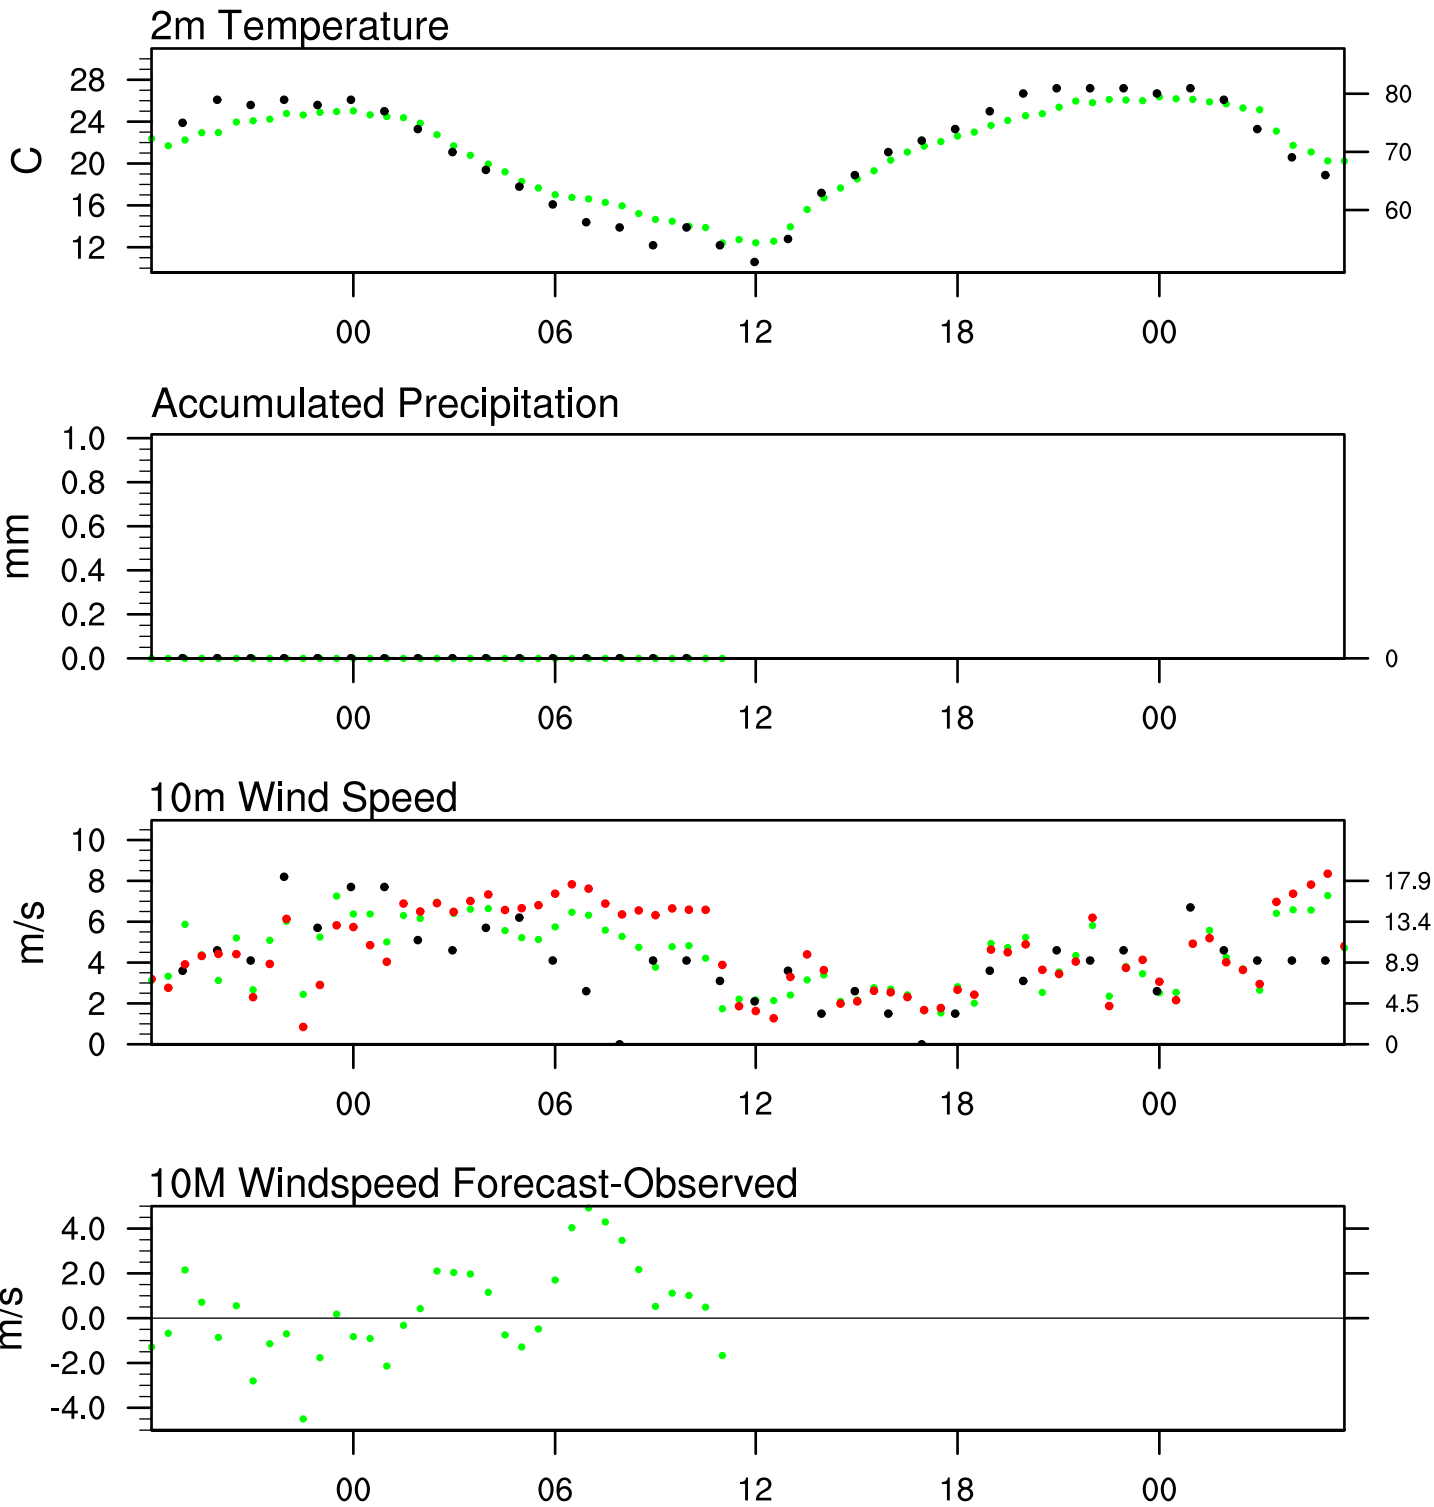 2m Temperature
C
28
24
20
16
12
80
70
60
00 06 12 18 00
Accumulated Precipitation
mm
1.0
0.8
0.6
0.4
0.2
0.0
0
00 06 12 18 00
10m Wind Speed
m/s
10
8
6
4
2
0
17.9
13.4
8.9
4.5
0
00 06 12 18 00
10M Windspeed Forecast-Observed
m/s
4.0
2.0
0.0
-2.0
-4.0
00 06 12 18 00